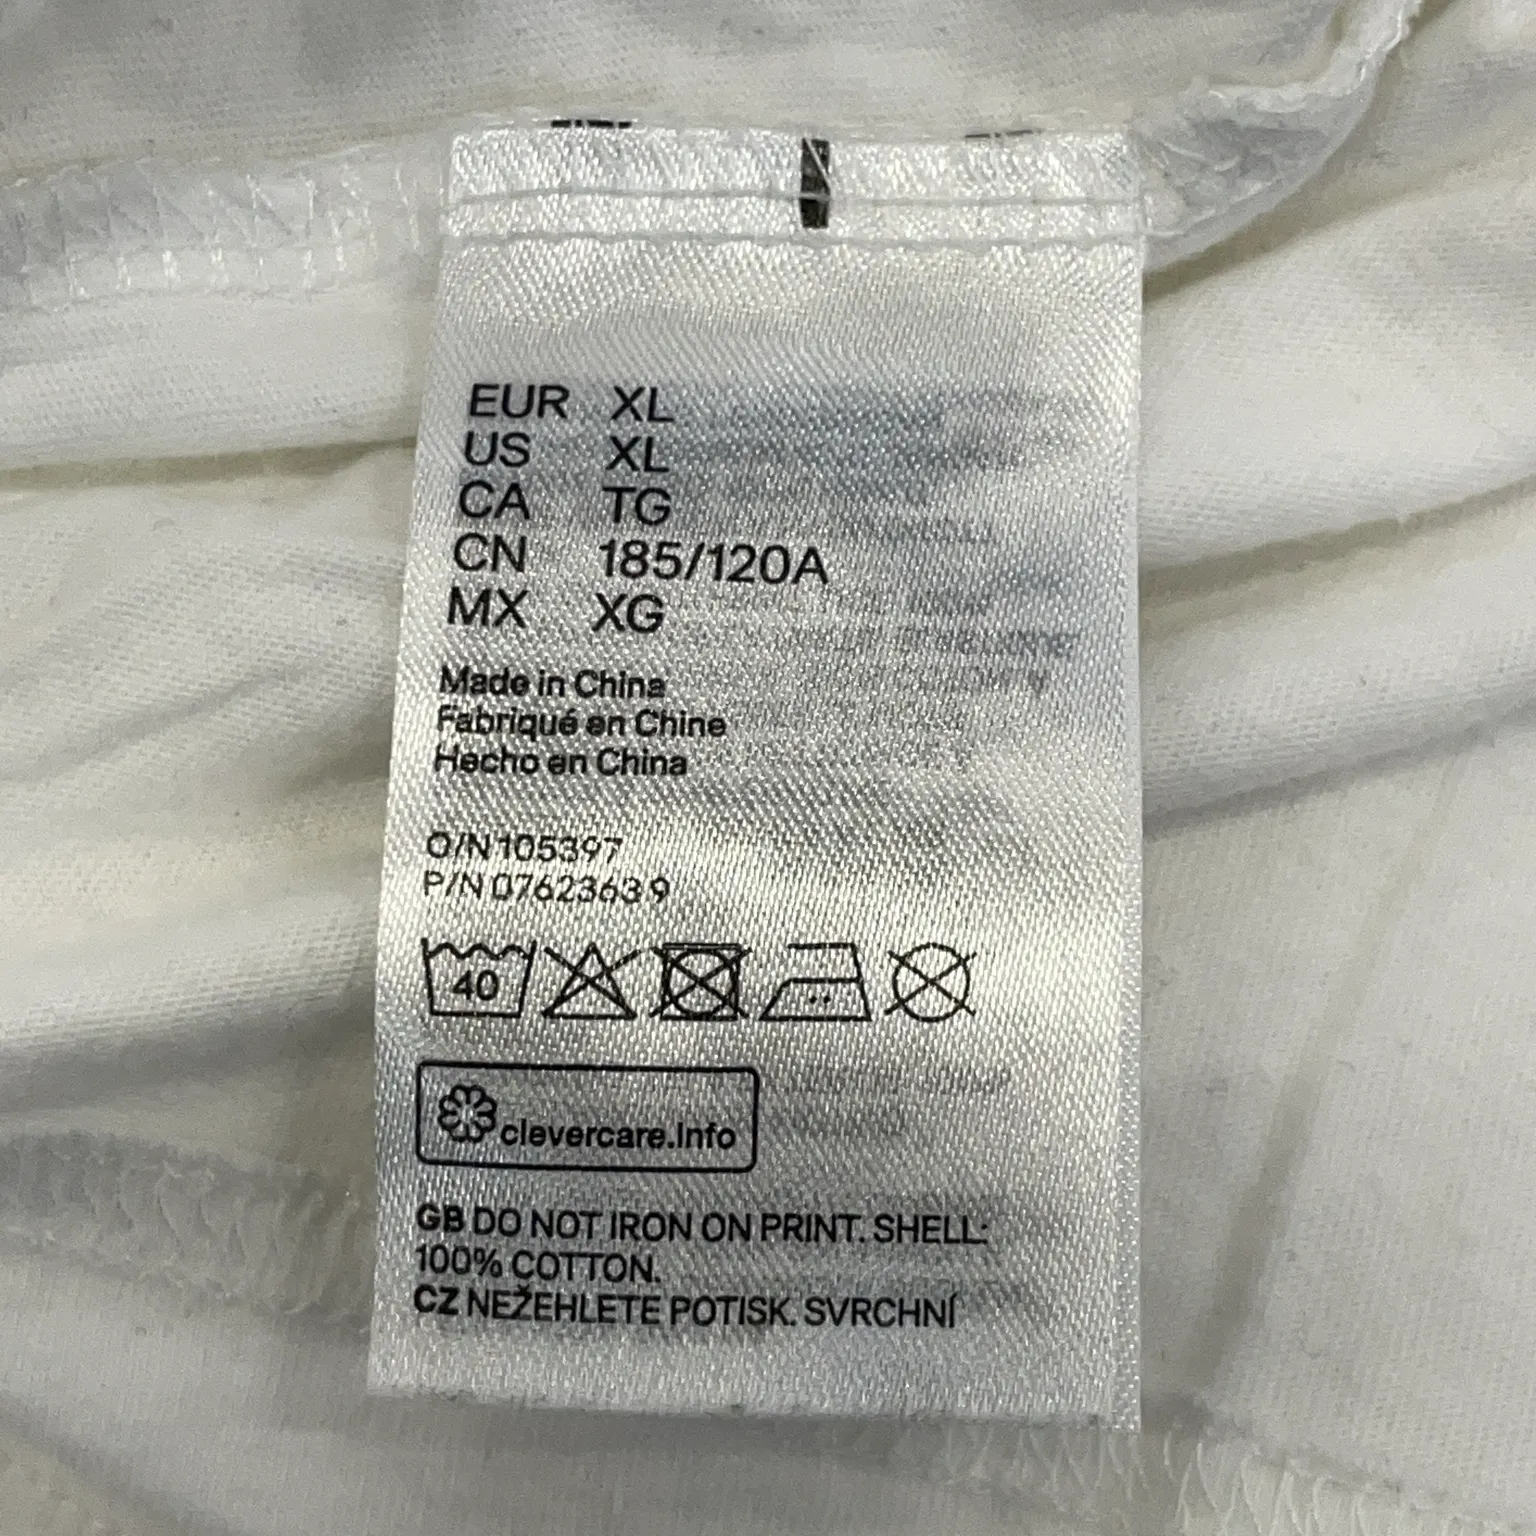 EUR XL
US XL
CA TG
CN 185/120A
MX XG
Made in China
Fabriqué en Chine
Hecho en China
O/N 105397
P/N 07623639
40
clevercare.info
GB DO NOT IRON ON PRINT. SHELL:
100% COTTON.
CZ NEŽEHLETE POTISK. SVRCHNÍ